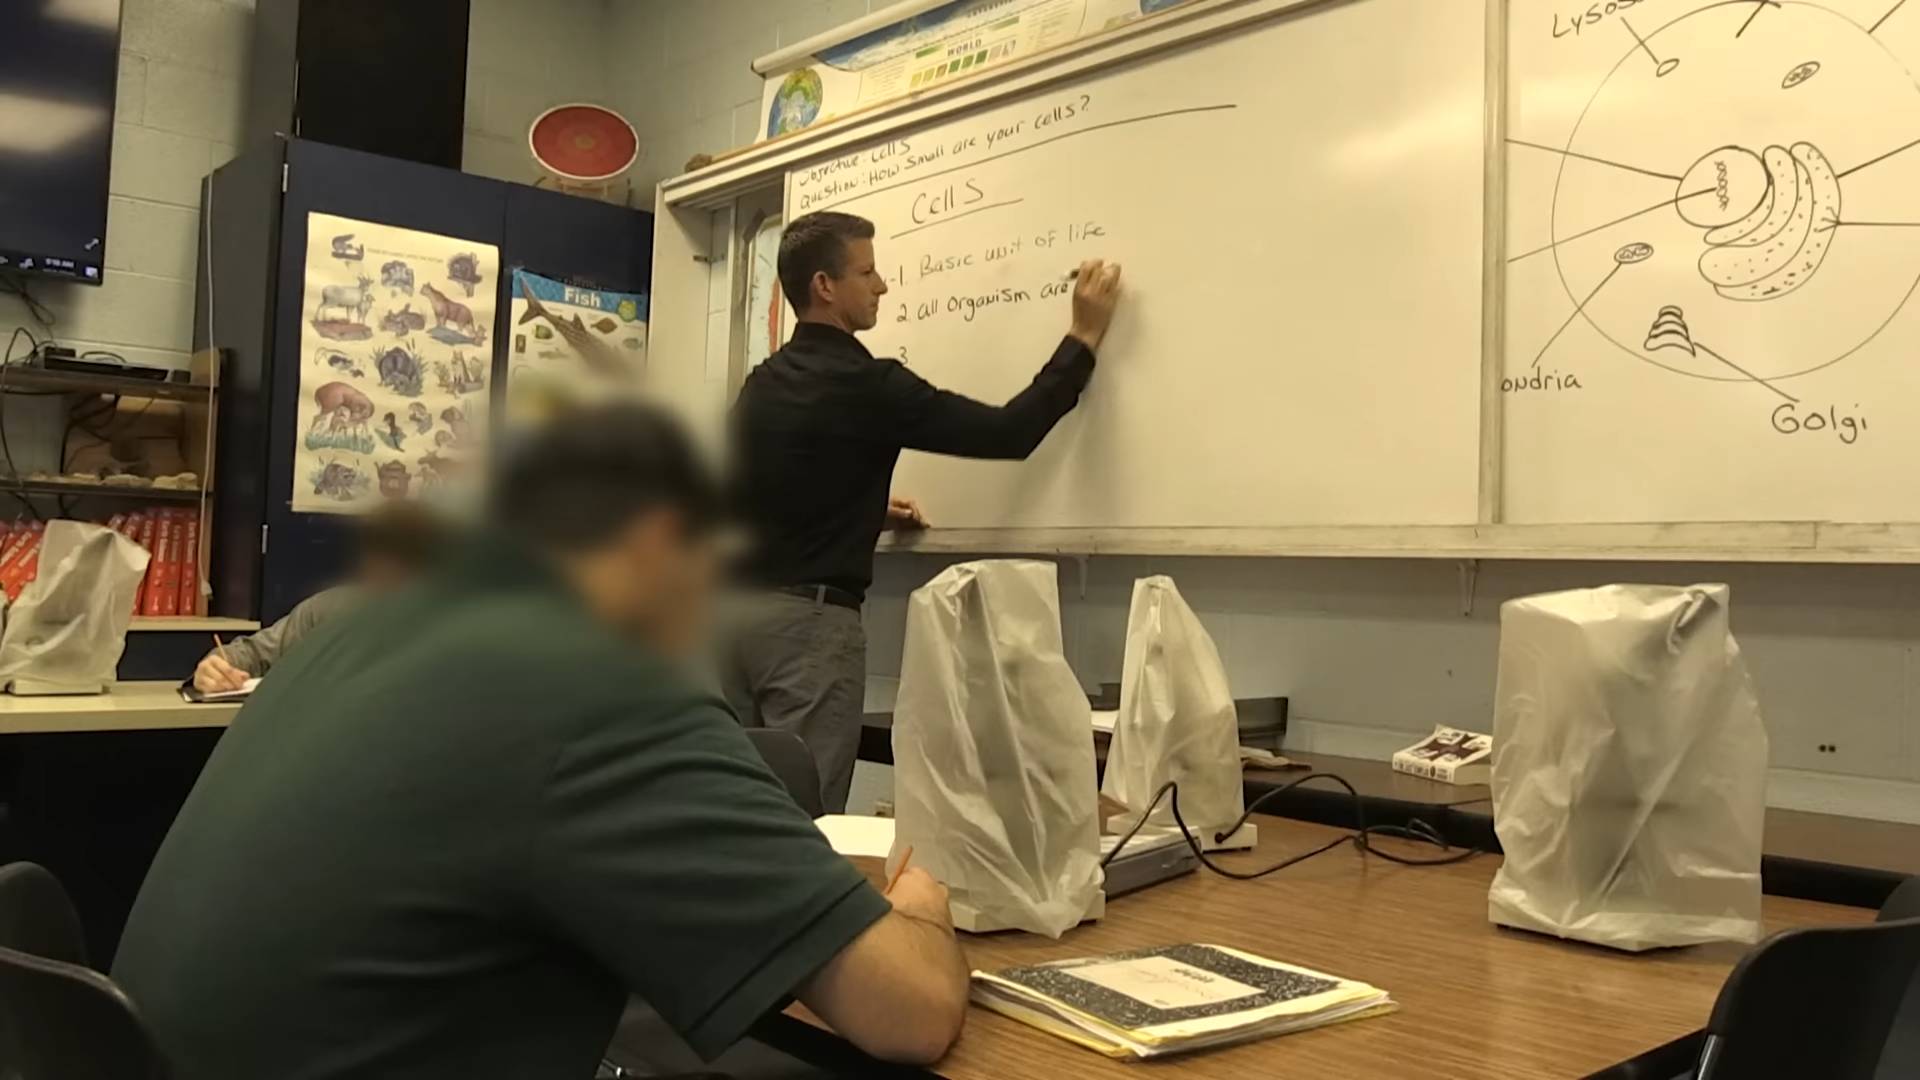 WORLD
Objective: Cells
Question: How Small are your cells?
Cells
1. Basic unit of life
2. all Organism are
3.
Fish
Lysos
ondria
Golgi